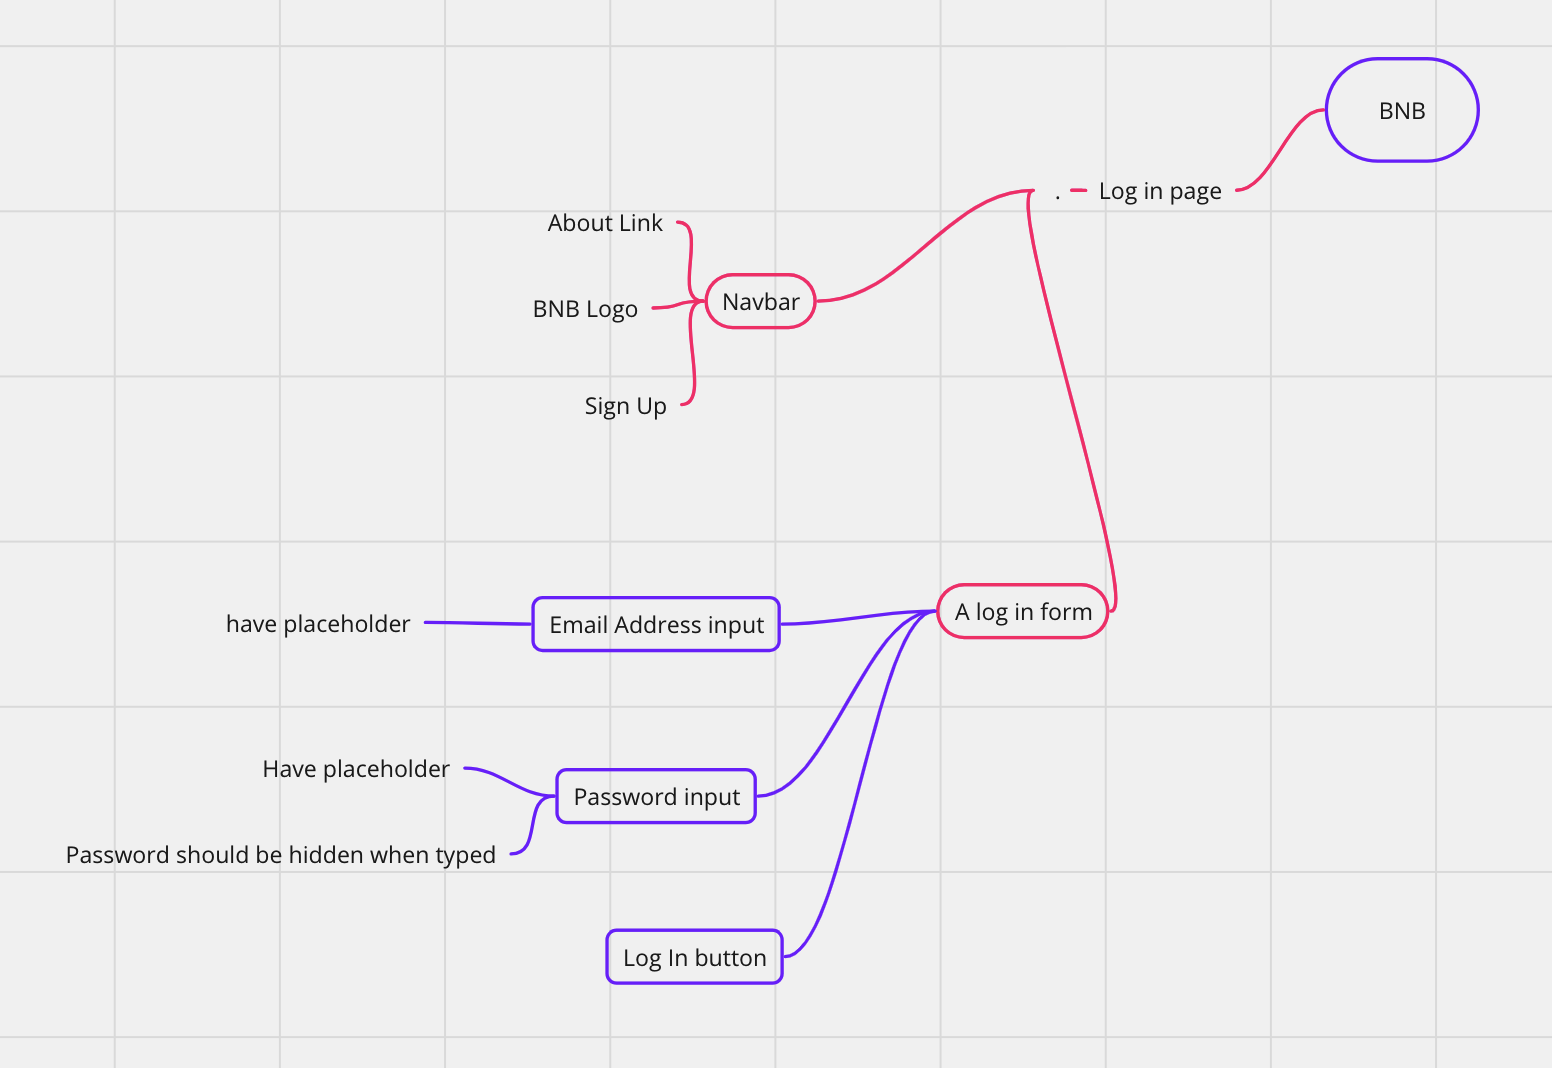 BNB
. Log in page
About Link
Navbar
BNB Logo
Sign Up
A log in form
have placeholder
Email Address input
Have placeholder
Password input
Password should be hidden when typed
Log In button